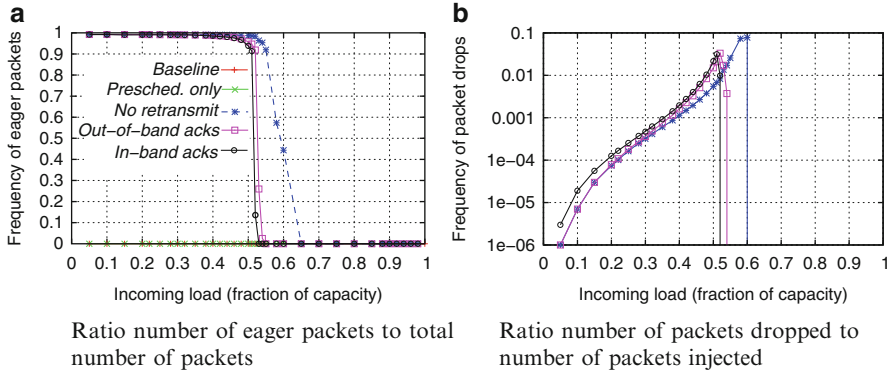 a
1
0.9
0.8
0.7
0.6
0.5
0.4
0.3
0.2
0.1
0
Frequency of eager packets
Baseline
Presched. only
No retransmit
Out-of-band acks
In-band acks
0 0.1 0.2 0.3 0.4 0.5 0.6 0.7 0.8 0.9 1
Incoming load (fraction of capacity)
Ratio number of eager packets to total
number of packets
b
0.1
0.01
0.001
1e-04
1e-05
1e-06
Frequency of packet drops
0 0.1 0.2 0.3 0.4 0.5 0.6 0.7 0.8 0.9 1
Incoming load (fraction of capacity)
Ratio number of packets dropped to
number of packets injected